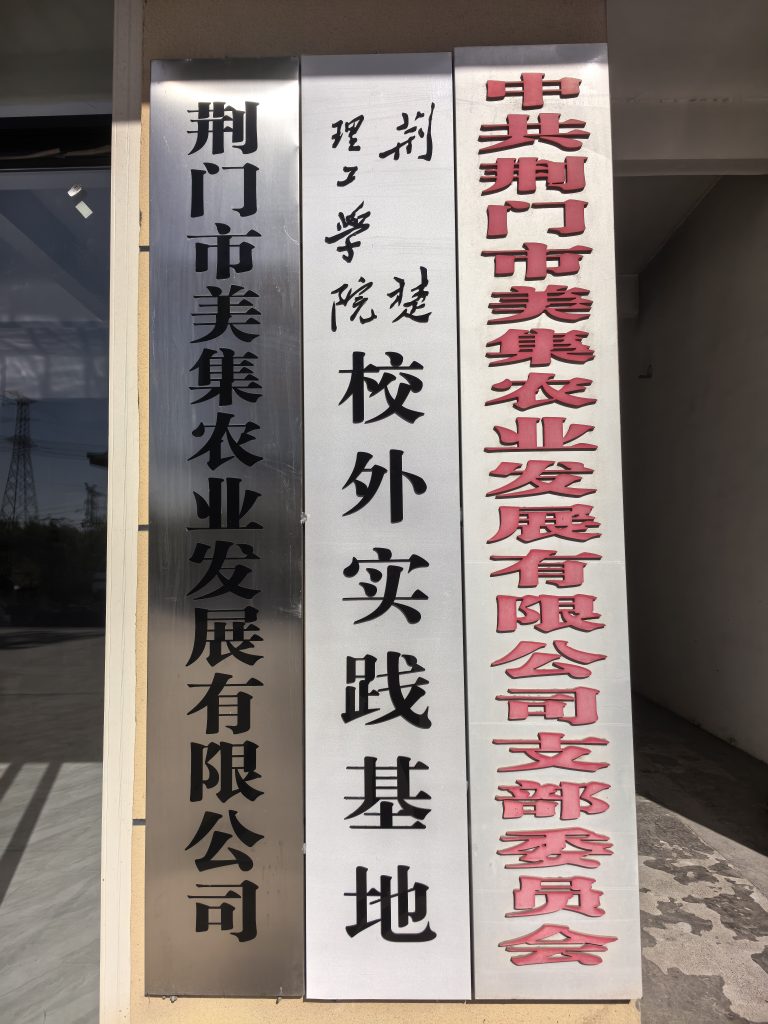 荆门市美集农业发展有限公司
荆楚
理工学院
校外实践基地
中共荆门市美集农业发展有限公司支部委员会